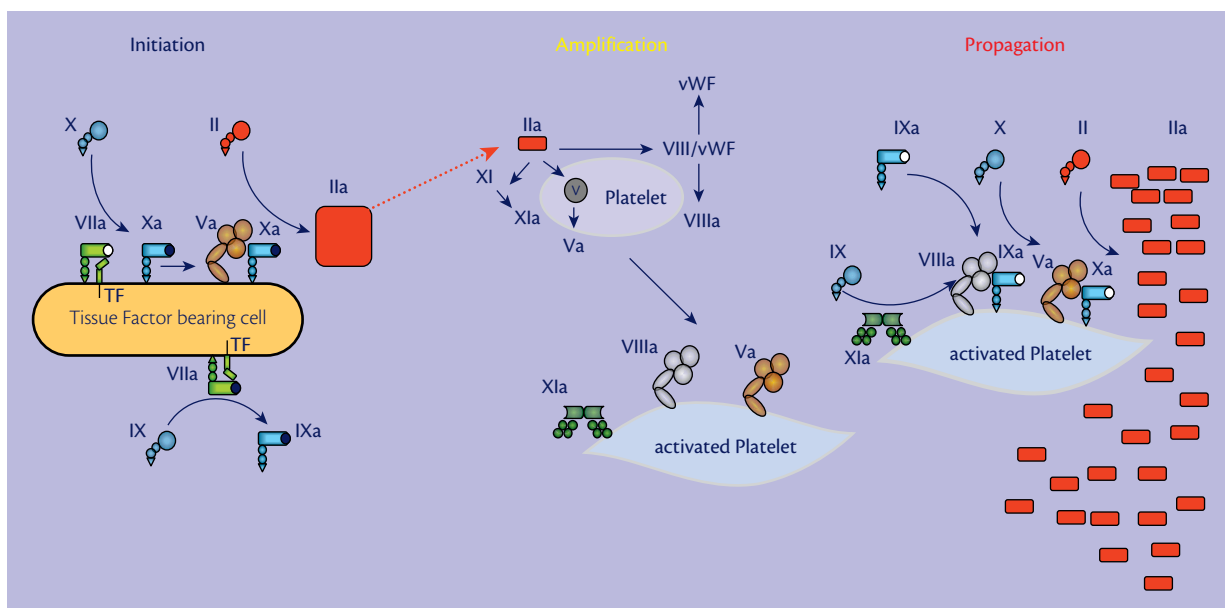 Initiation
X
II
IIa
VIIa
Xa
Va
Xa
TF
Tissue Factor bearing cell
TF
VIIa
IX
IXa
Amplification
vWF
IIa
VIII/vWF
XI
V
Platelet
XIa
VIIIa
Va
VIIIa
Va
XIa
activated Platelet
Propagation
IXa
X
II
IIa
IX
VIIIa
IXa
Va
Xa
XIa
activated Platelet